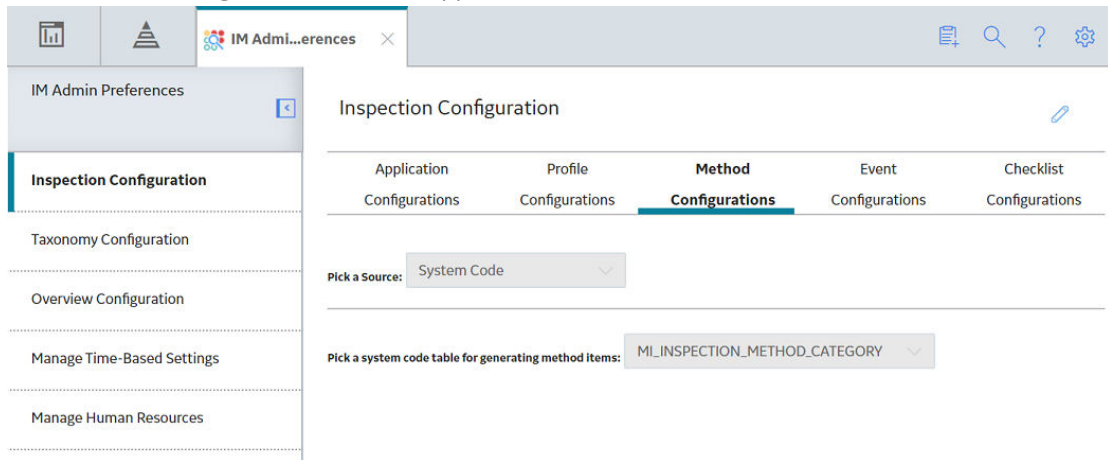 IM Admi...erences
IM Admin Preferences
Inspection Configuration
Taxonomy Configuration
Overview Configuration
Manage Time-Based Settings
Manage Human Resources
Inspection Configuration
Application Configurations
Profile Configurations
Method Configurations
Event Configurations
Checklist Configurations
Pick a Source: System Code
Pick a system code table for generating method items: MI_INSPECTION_METHOD_CATEGORY